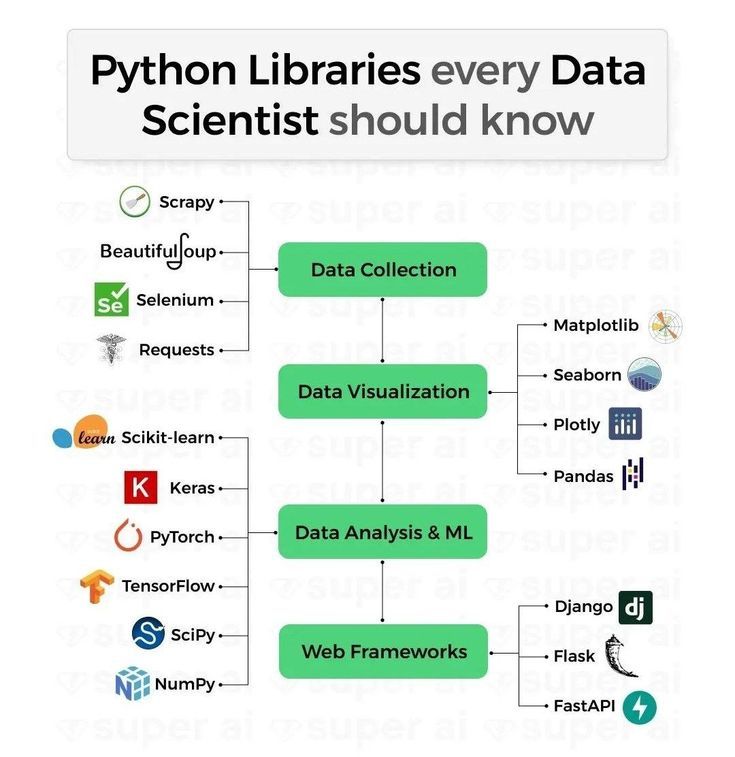 Python Libraries every Data
Scientist should know
Scrapy
BeautifulSoup
Se Selenium
Requests
Data Collection
Data Visualization
Matplotlib
Seaborn
Plotly
Pandas
learn Scikit-learn
K Keras
PyTorch
TensorFlow
SciPy
NumPy
Data Analysis & ML
Web Frameworks
Django dj
Flask
FastAPI
super ai